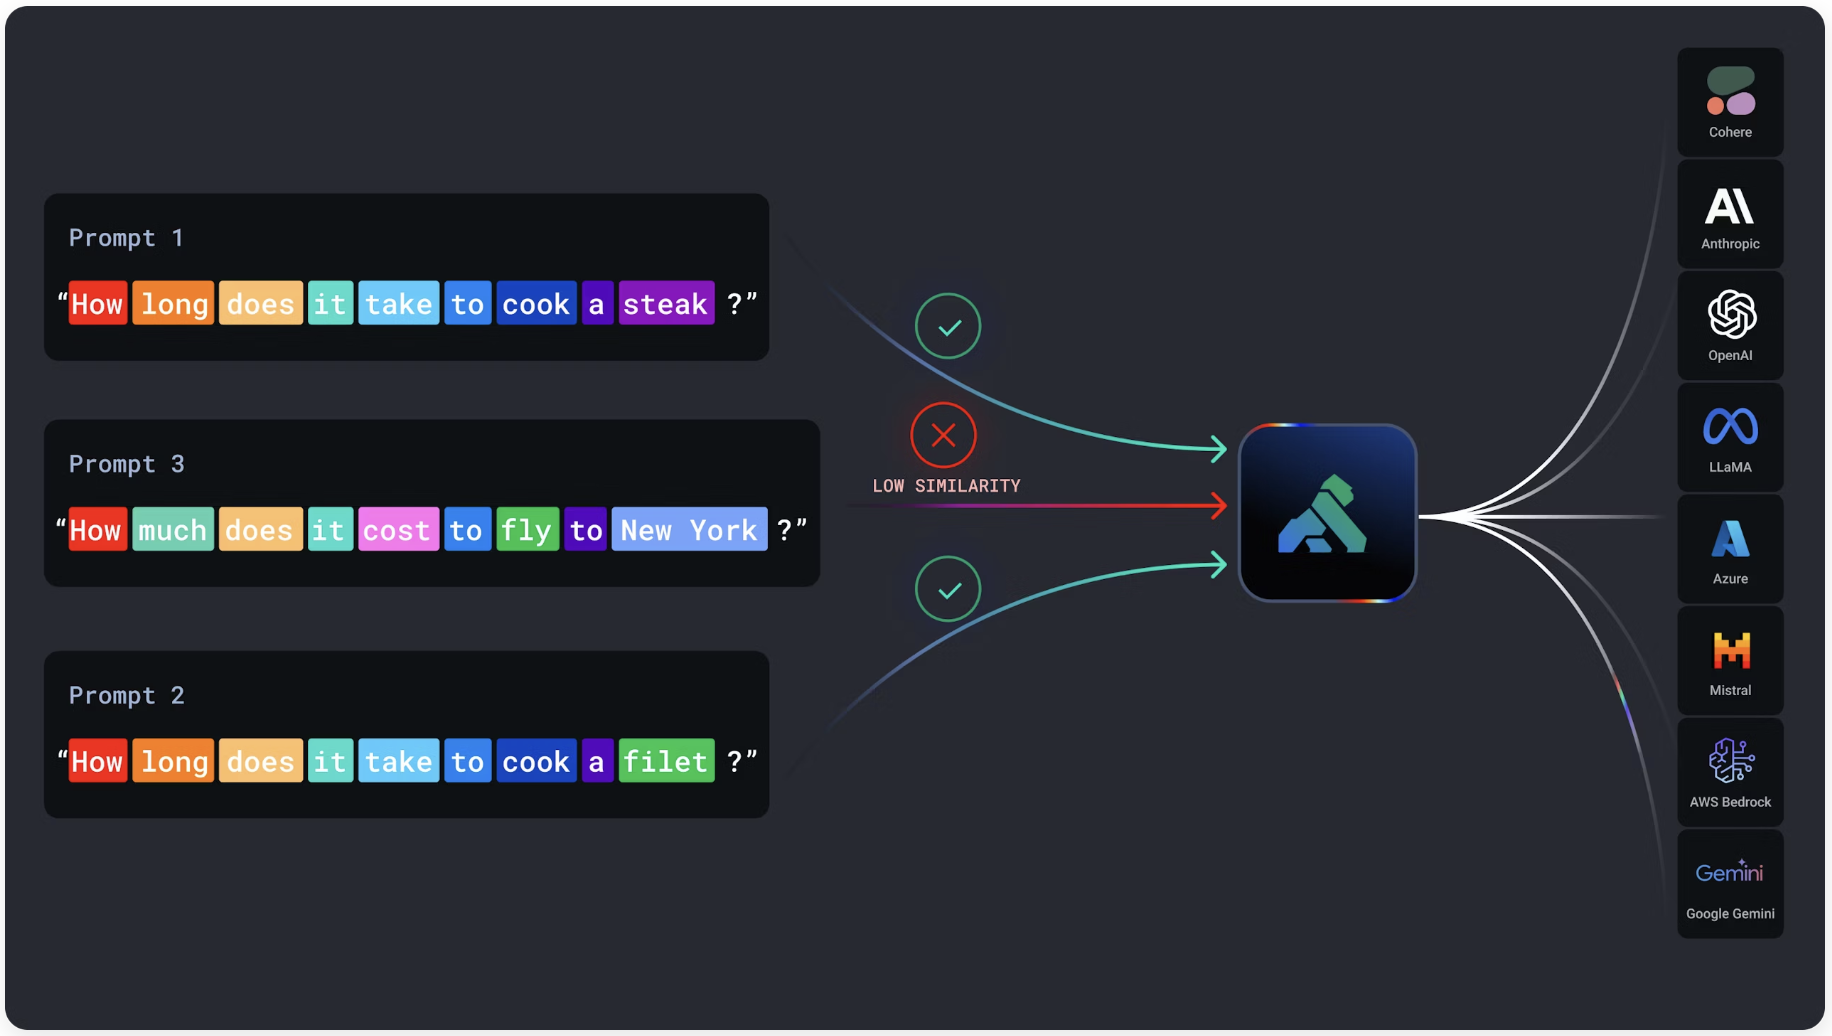 Prompt 1
“How long does it take to cook a steak ?”
Prompt 3
“How much does it cost to fly to New York ?”
Prompt 2
“How long does it take to cook a filet ?”
LOW SIMILARITY
Cohere
Anthropic
OpenAI
LLaMA
Azure
Mistral
AWS Bedrock
Gemini
Google Gemini